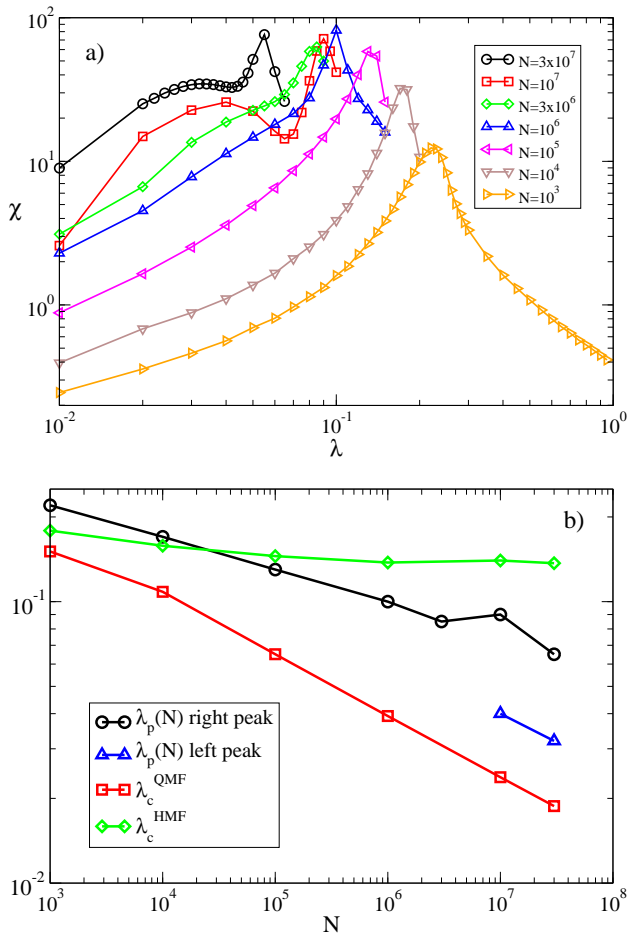 a)
10^2
10^1
10^0
χ
10^-2
10^-1
10^0
λ
N=3x10^7
N=10^7
N=3x10^6
N=10^6
N=10^5
N=10^4
N=10^3
b)
10^-1
10^-2
λ_p(N) right peak
λ_p(N) left peak
λ_c^QMF
λ_c^HMF
10^3
10^4
10^5
10^6
10^7
10^8
N